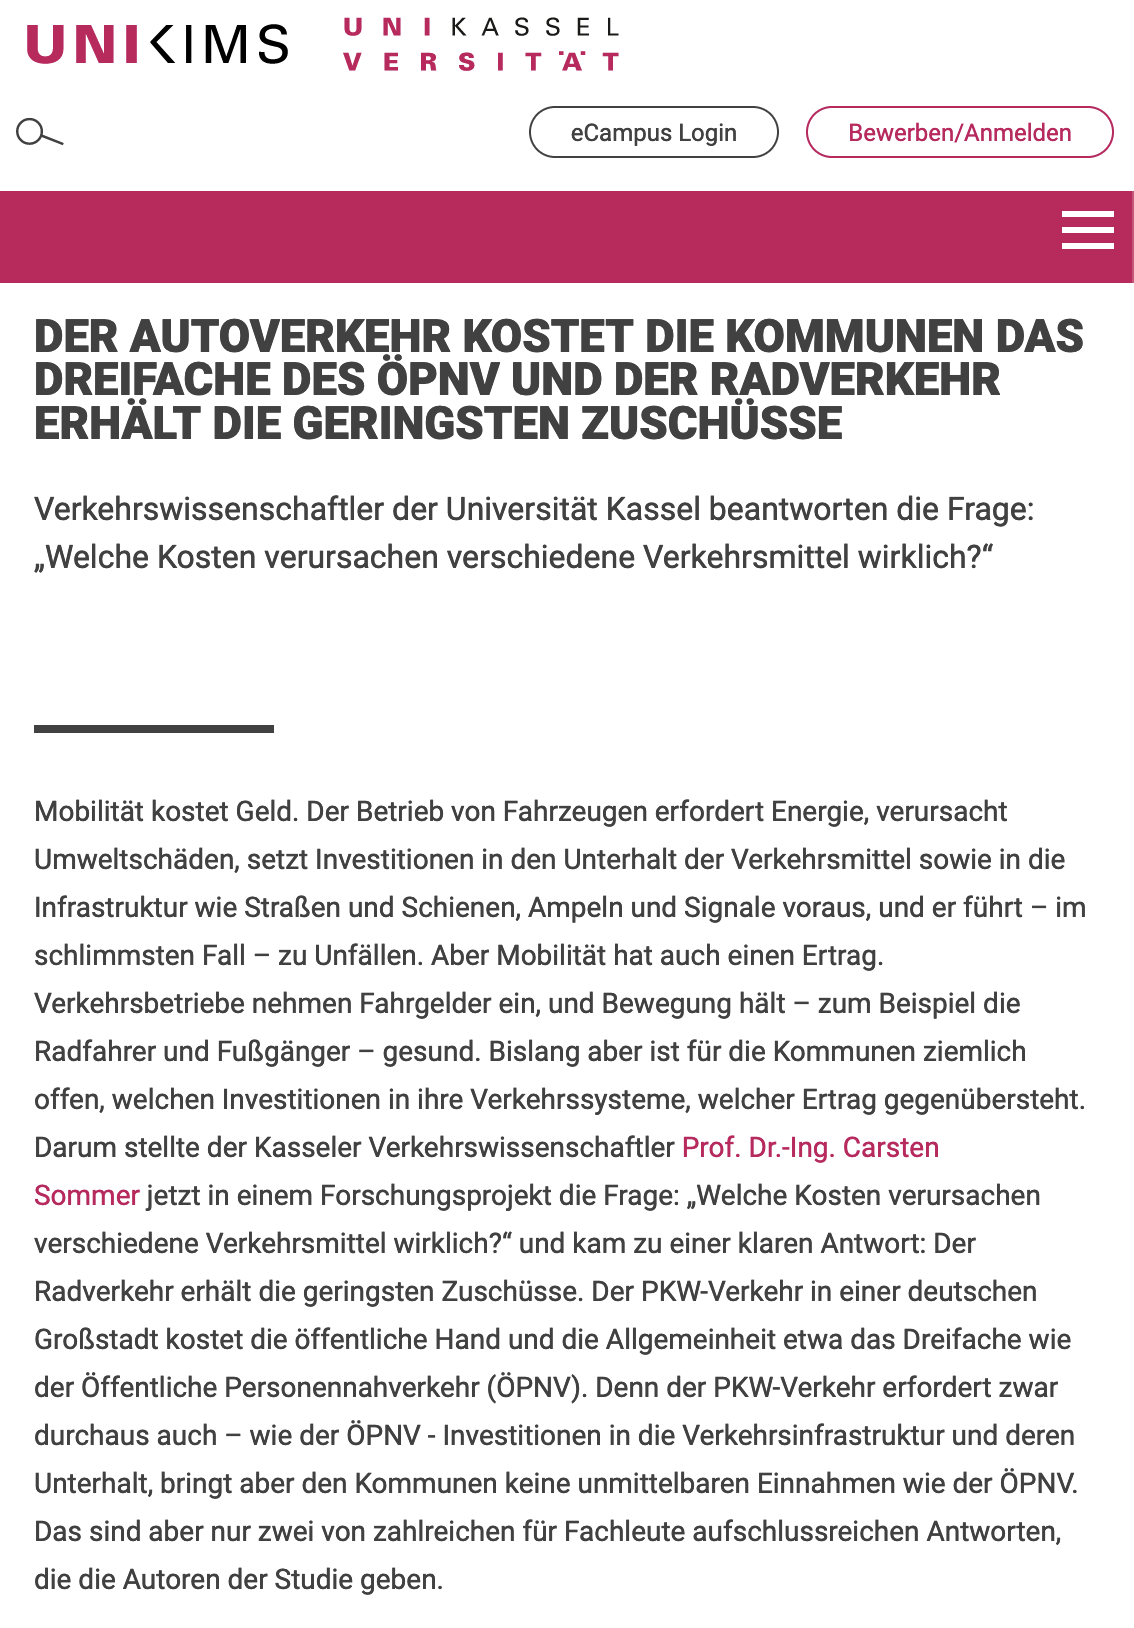 UNIKIMS
UNIKASSEL
VERSITÄT
eCampus Login
Bewerben/Anmelden
DER AUTOVERKEHR KOSTET DIE KOMMUNEN DAS
DREIFACHE DES ÖPNV UND DER RADVERKEHR
ERHÄLT DIE GERINGSTEN ZUSCHÜSSE
Verkehrswissenschaftler der Universität Kassel beantworten die Frage:
„Welche Kosten verursachen verschiedene Verkehrsmittel wirklich?“
Mobilität kostet Geld. Der Betrieb von Fahrzeugen erfordert Energie, verursacht
Umweltschäden, setzt Investitionen in den Unterhalt der Verkehrsmittel sowie in die
Infrastruktur wie Straßen und Schienen, Ampeln und Signale voraus, und er führt – im
schlimmsten Fall – zu Unfällen. Aber Mobilität hat auch einen Ertrag.
Verkehrsbetriebe nehmen Fahrgelder ein, und Bewegung hält – zum Beispiel die
Radfahrer und Fußgänger – gesund. Bislang aber ist für die Kommunen ziemlich
offen, welchen Investitionen in ihre Verkehrssysteme, welcher Ertrag gegenübersteht.
Darum stellte der Kasseler Verkehrswissenschaftler Prof. Dr.-Ing. Carsten
Sommer jetzt in einem Forschungsprojekt die Frage: „Welche Kosten verursachen
verschiedene Verkehrsmittel wirklich?“ und kam zu einer klaren Antwort: Der
Radverkehr erhält die geringsten Zuschüsse. Der PKW-Verkehr in einer deutschen
Großstadt kostet die öffentliche Hand und die Allgemeinheit etwa das Dreifache wie
der Öffentliche Personennahverkehr (ÖPNV). Denn der PKW-Verkehr erfordert zwar
durchaus auch – wie der ÖPNV - Investitionen in die Verkehrsinfrastruktur und deren
Unterhalt, bringt aber den Kommunen keine unmittelbaren Einnahmen wie der ÖPNV.
Das sind aber nur zwei von zahlreichen für Fachleute aufschlussreichen Antworten,
die die Autoren der Studie geben.